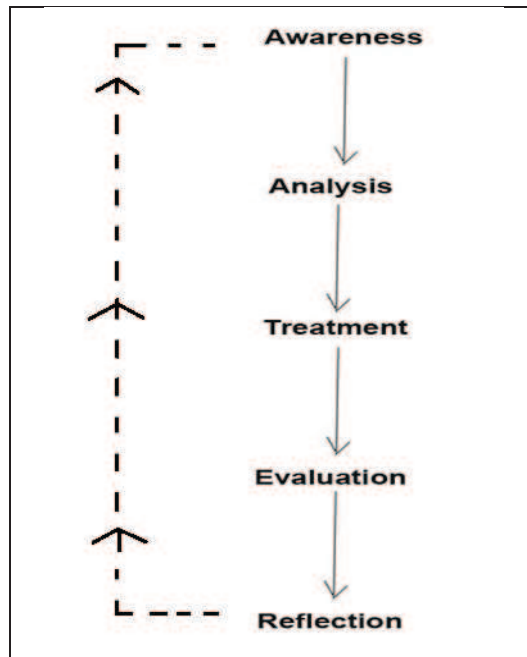 Awareness
Analysis
Treatment
Evaluation
Reflection